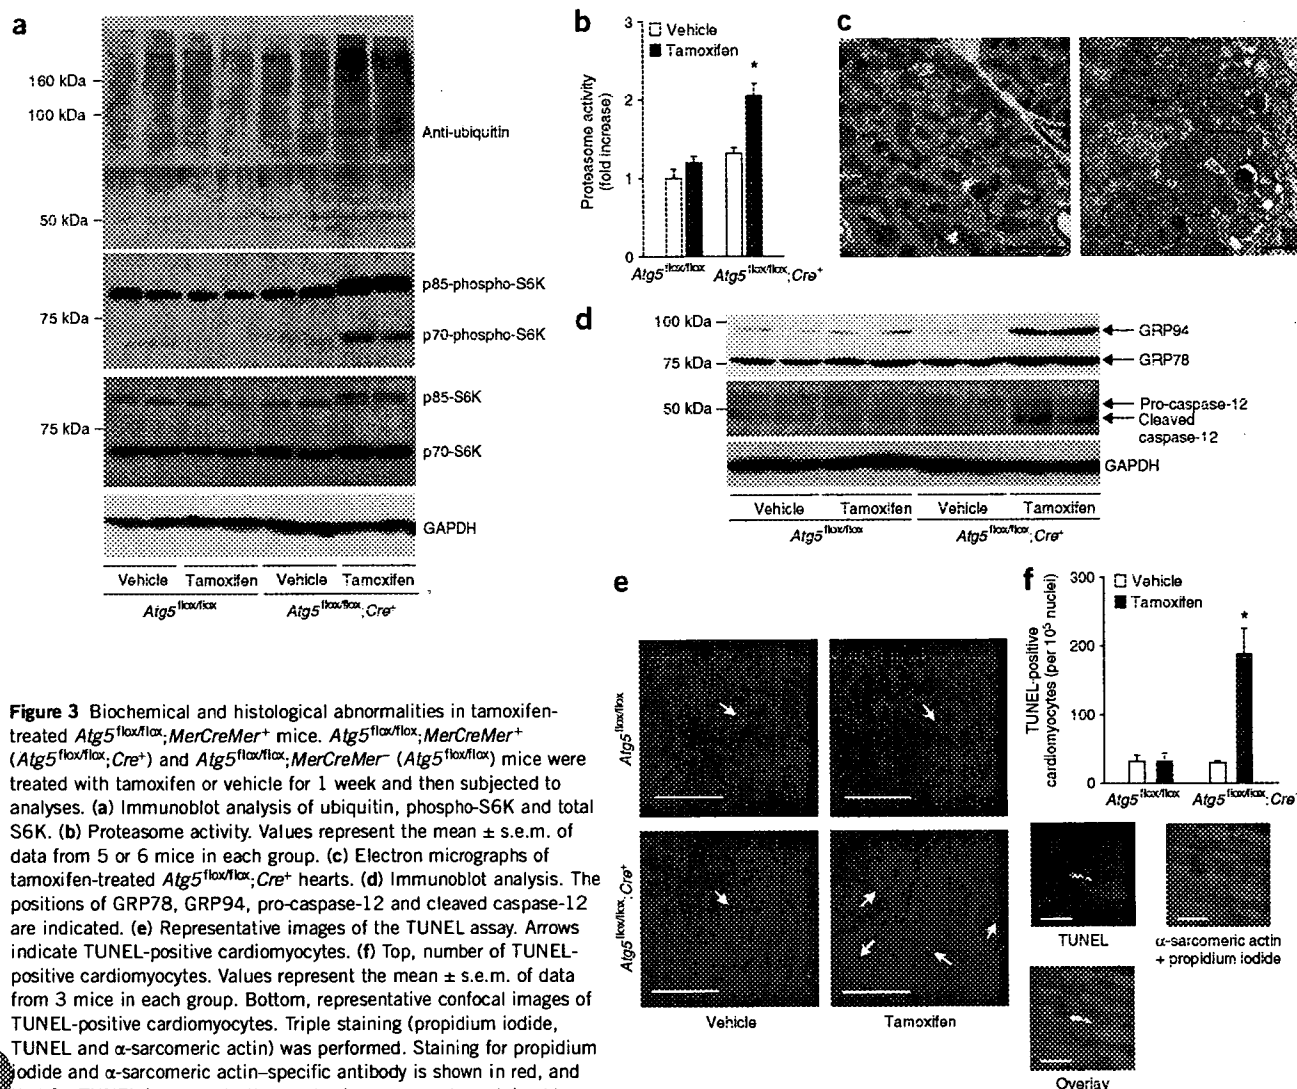 a
160 kDa
100 kDa
50 kDa
75 kDa
75 kDa
Anti-ubiquitin
p85-phospho-S6K
p70-phospho-S6K
p85-S6K
p70-S6K
GAPDH
Vehicle Tamoxifen Vehicle Tamoxifen
Atg5flox/flox Atg5flox/flox;Cre+
b
Vehicle
Tamoxifen
3
2
1
0
*
Proteasome activity
(fold increase)
Atg5flox/flox Atg5flox/flox;Cre+
c
d
100 kDa
75 kDa
50 kDa
GRP94
GRP78
Pro-caspase-12
Cleaved
caspase-12
GAPDH
Vehicle Tamoxifen Vehicle Tamoxifen
Atg5flox/flox Atg5flox/flox;Cre+
e
Atg5flox/flox
Atg5flox/flox;Cre+
Vehicle Tamoxifen
f
Vehicle
Tamoxifen
300
200
100
0
*
TUNEL-positive
cardiomyocytes (per 10⁵ nuclei)
Atg5flox/flox Atg5flox/flox;Cre+
TUNEL
α-sarcomeric actin
+ propidium iodide
Overlay
Figure 3 Biochemical and histological abnormalities in tamoxifen-
treated Atg5flox/flox;MerCreMer+ mice. Atg5flox/flox;MerCreMer+
(Atg5flox/flox;Cre+) and Atg5flox/flox;MerCreMer− (Atg5flox/flox) mice were
treated with tamoxifen or vehicle for 1 week and then subjected to
analyses. (a) Immunoblot analysis of ubiquitin, phospho-S6K and total
S6K. (b) Proteasome activity. Values represent the mean ± s.e.m. of
data from 5 or 6 mice in each group. (c) Electron micrographs of
tamoxifen-treated Atg5flox/flox;Cre+ hearts. (d) Immunoblot analysis. The
positions of GRP78, GRP94, pro-caspase-12 and cleaved caspase-12
are indicated. (e) Representative images of the TUNEL assay. Arrows
indicate TUNEL-positive cardiomyocytes. (f) Top, number of TUNEL-
positive cardiomyocytes. Values represent the mean ± s.e.m. of data
from 3 mice in each group. Bottom, representative confocal images of
TUNEL-positive cardiomyocytes. Triple staining (propidium iodide,
TUNEL and α-sarcomeric actin) was performed. Staining for propidium
iodide and α-sarcomeric actin–specific antibody is shown in red, and